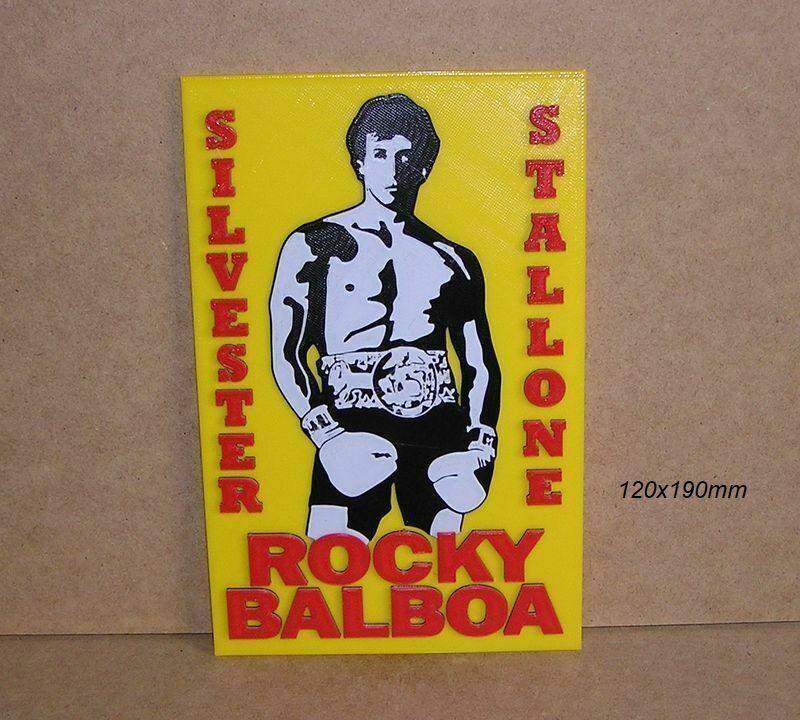 SILVESTER
STALLONE
ROCKY
BALBOA
120x190mm